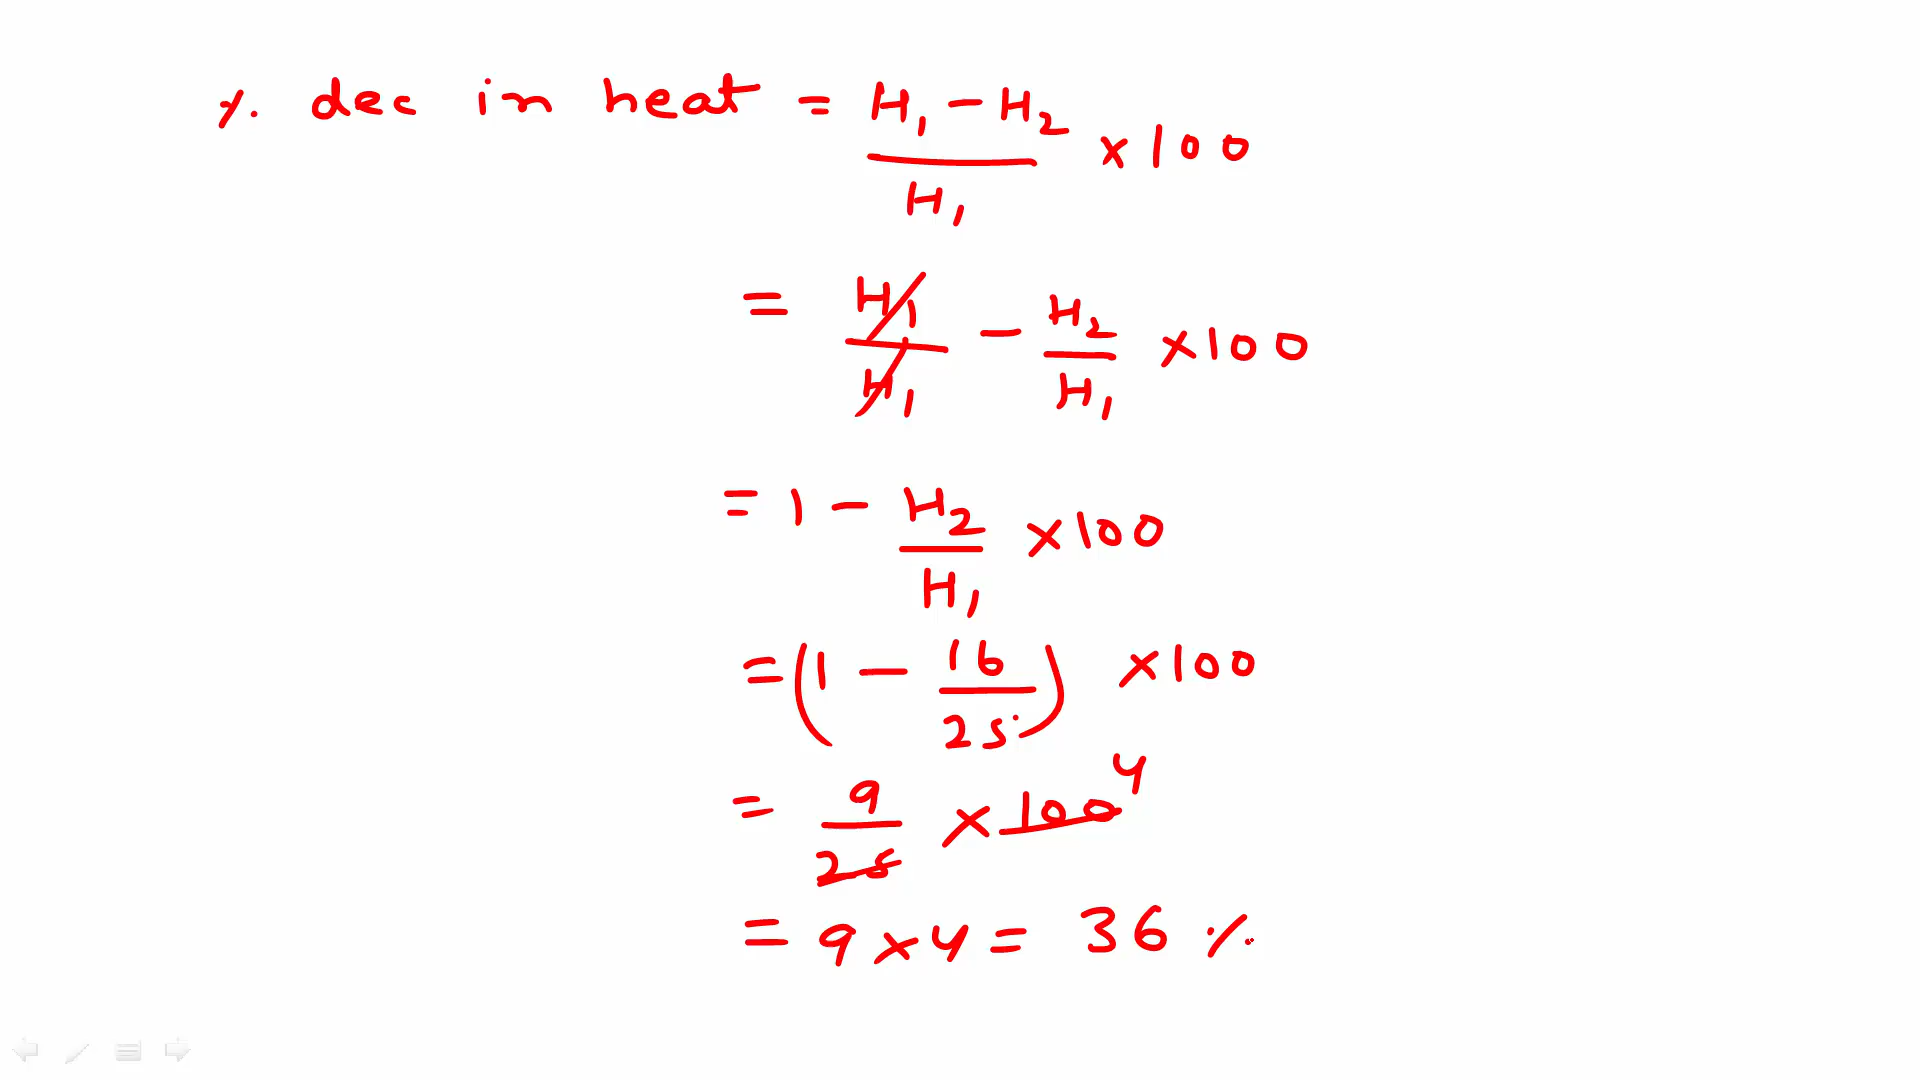 % dec in heat = H₁ - H₂ / H₁ × 100
= H₁ / H₁ - H₂ / H₁ × 100
= 1 - H₂ / H₁ × 100
= (1 - 16 / 25) × 100
= 9 / 25 × 100 4
= 9 × 4 = 36 %